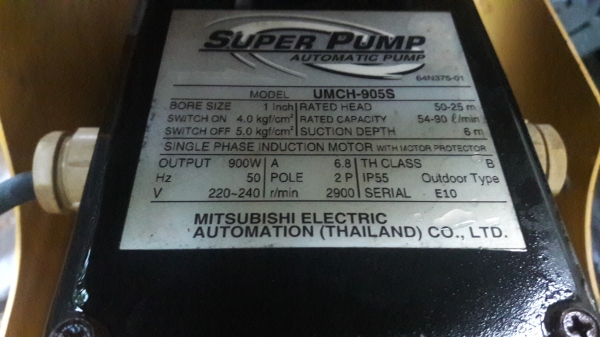 SUPER PUMP
AUTOMATIC PUMP
64N375-01
MODEL UMCH-905S
BORE SIZE 1 Inch RATED HEAD 50-25 m
SWITCH ON 4.0 kgf/cm² RATED CAPACITY 54-90 ℓ/min
SWITCH OFF 5.0 kgf/cm² SUCTION DEPTH 6 m
SINGLE PHASE INDUCTION MOTOR WITH MOTOR PROTECTOR
OUTPUT 900W A 6.8 TH CLASS B
Hz 50 POLE 2 P IP55 Outdoor Type
V 220~240 r/min 2900 SERIAL E10
MITSUBISHI ELECTRIC
AUTOMATION (THAILAND) CO., LTD.